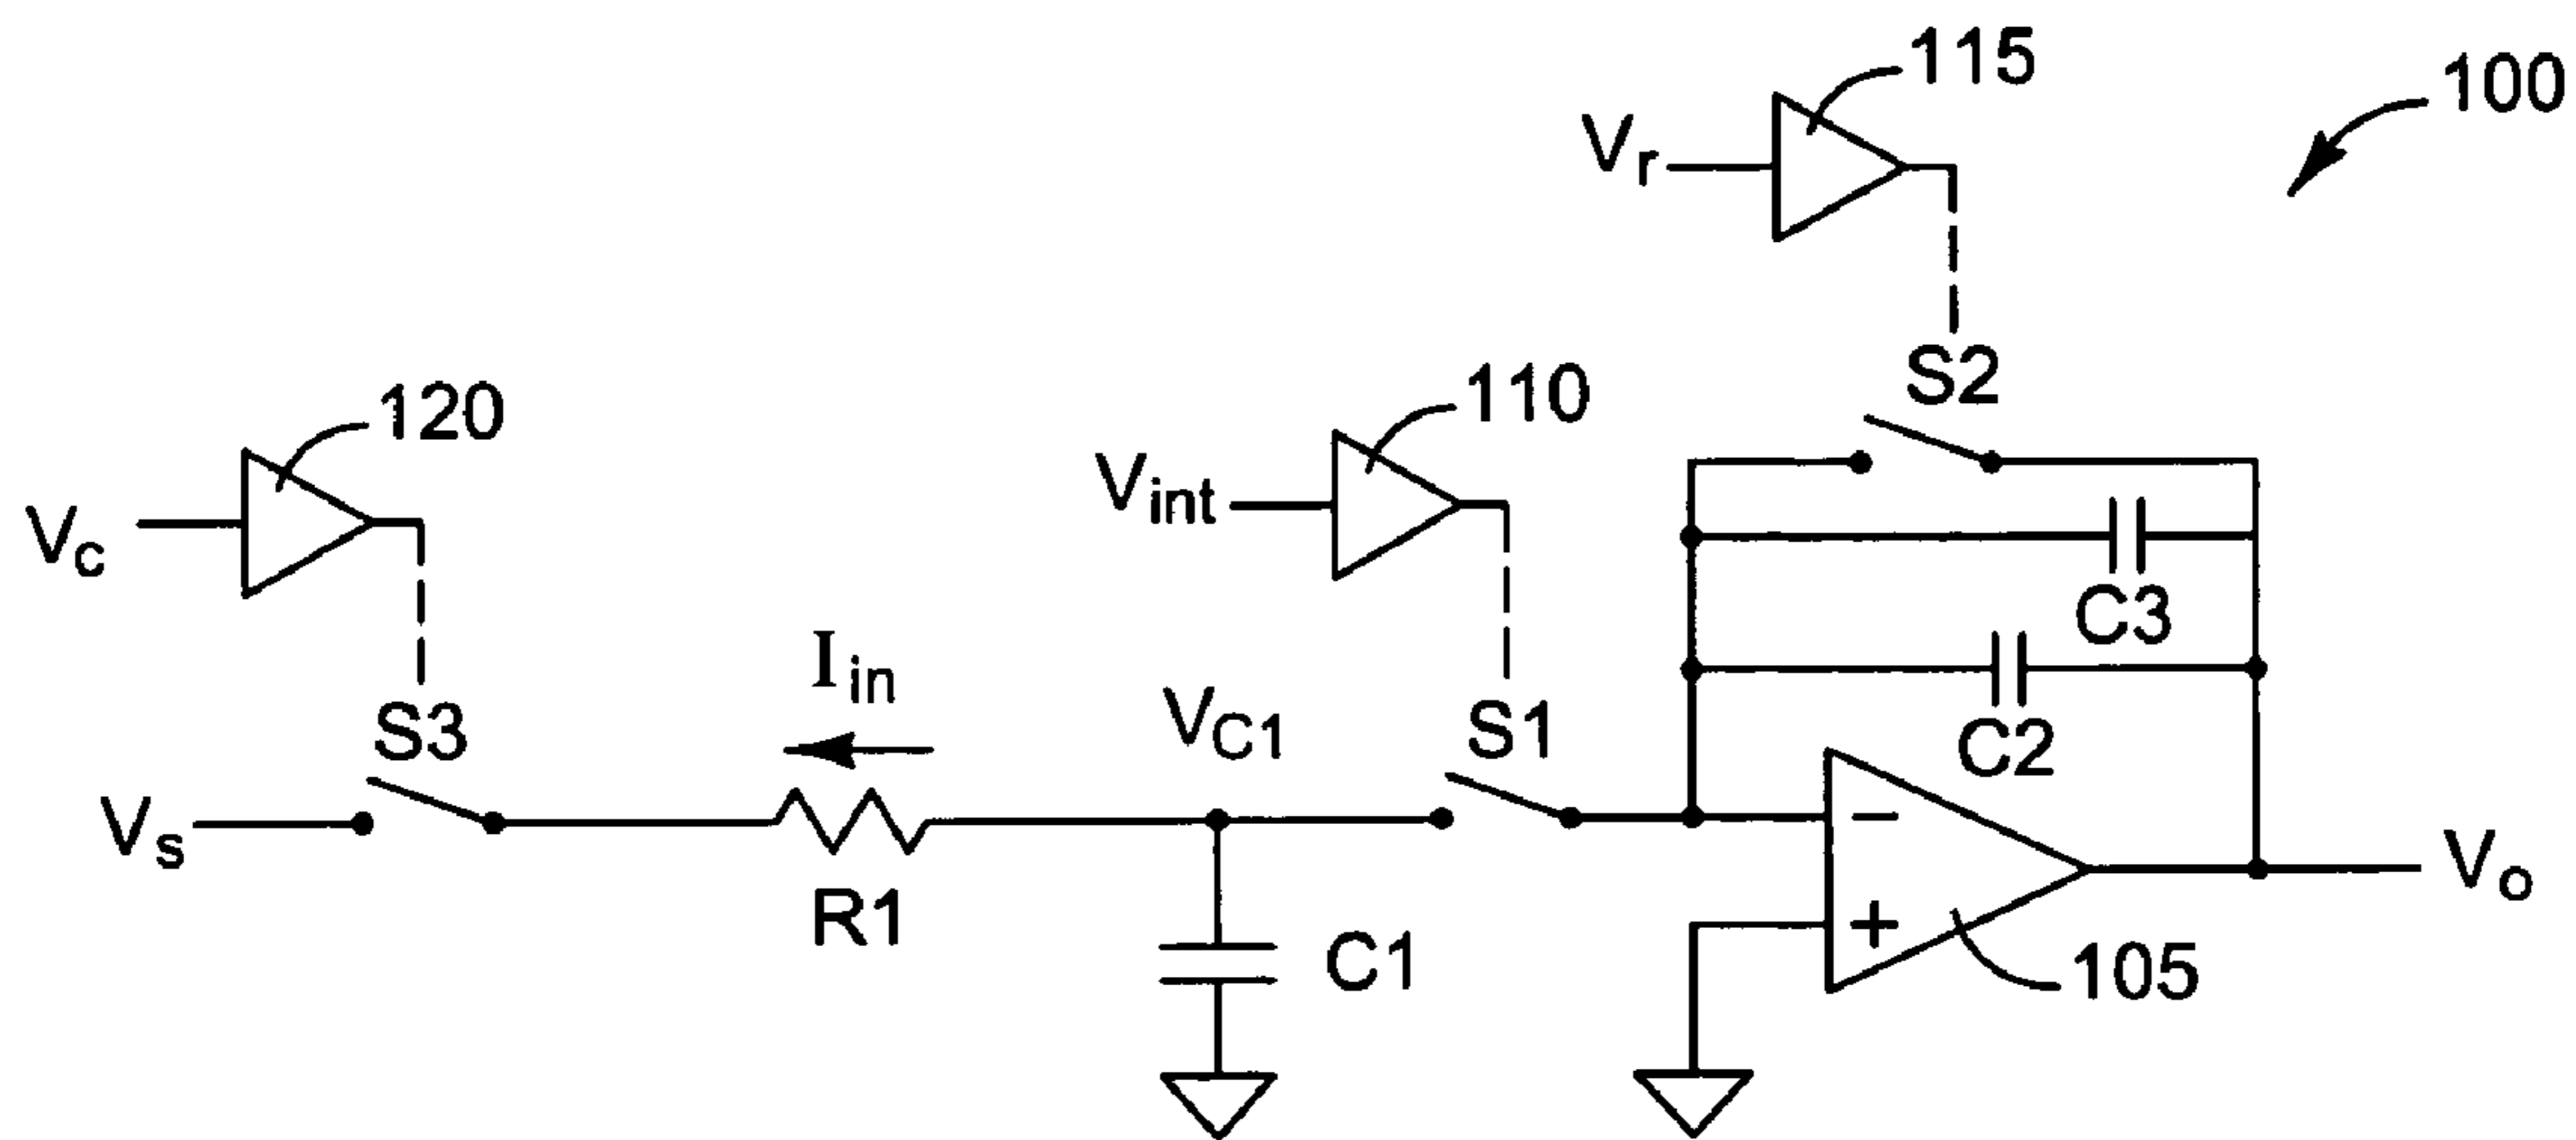 115
100
Vr
S2
120
110
Vint
Vc
C3
Iin
S3
VC1
S1
C2
Vs
R1
C1
−
+
105
Vo